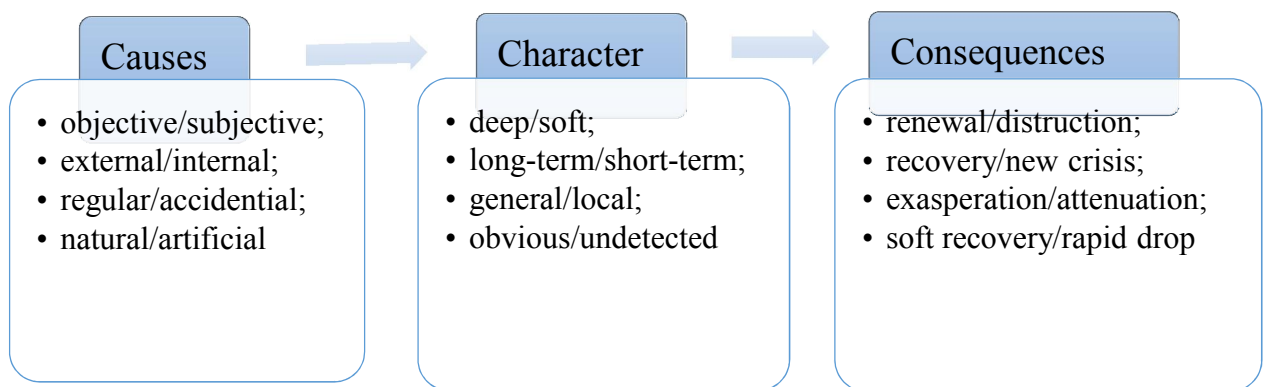 Causes
• objective/subjective;
• external/internal;
• regular/accidential;
• natural/artificial
Character
• deep/soft;
• long-term/short-term;
• general/local;
• obvious/undetected
Consequences
• renewal/distruction;
• recovery/new crisis;
• exasperation/attenuation;
• soft recovery/rapid drop